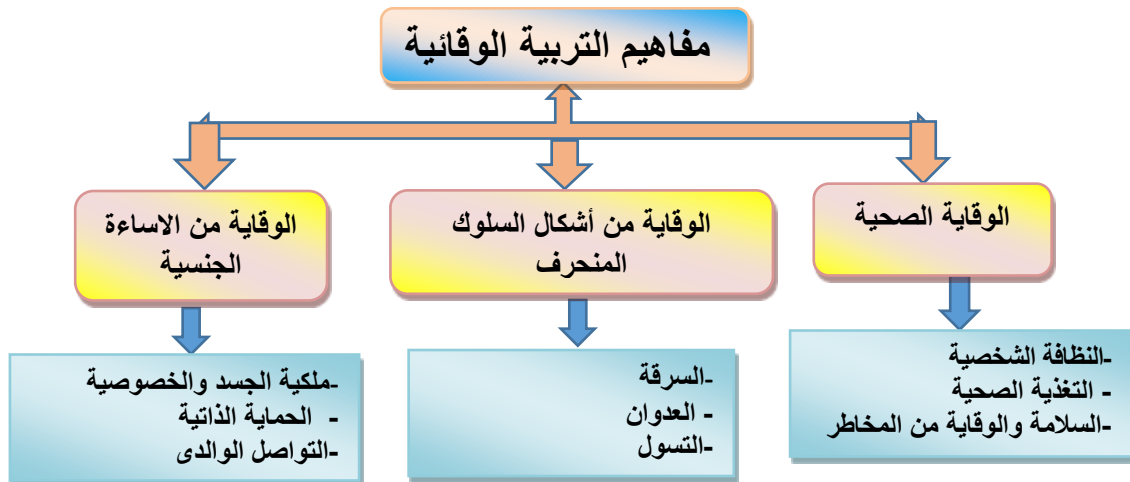 مفاهيم التربية الوقائية
الوقاية الصحية
الوقاية من أشكال السلوك
المنحرف
الوقاية من الاساءة
الجنسية
-النظافة الشخصية
- التغذية الصحية
-السلامة والوقاية من المخاطر
-السرقة
- العدوان
-التسول
-ملكية الجسد والخصوصية
- الحماية الذاتية
-التواصل الوالدى